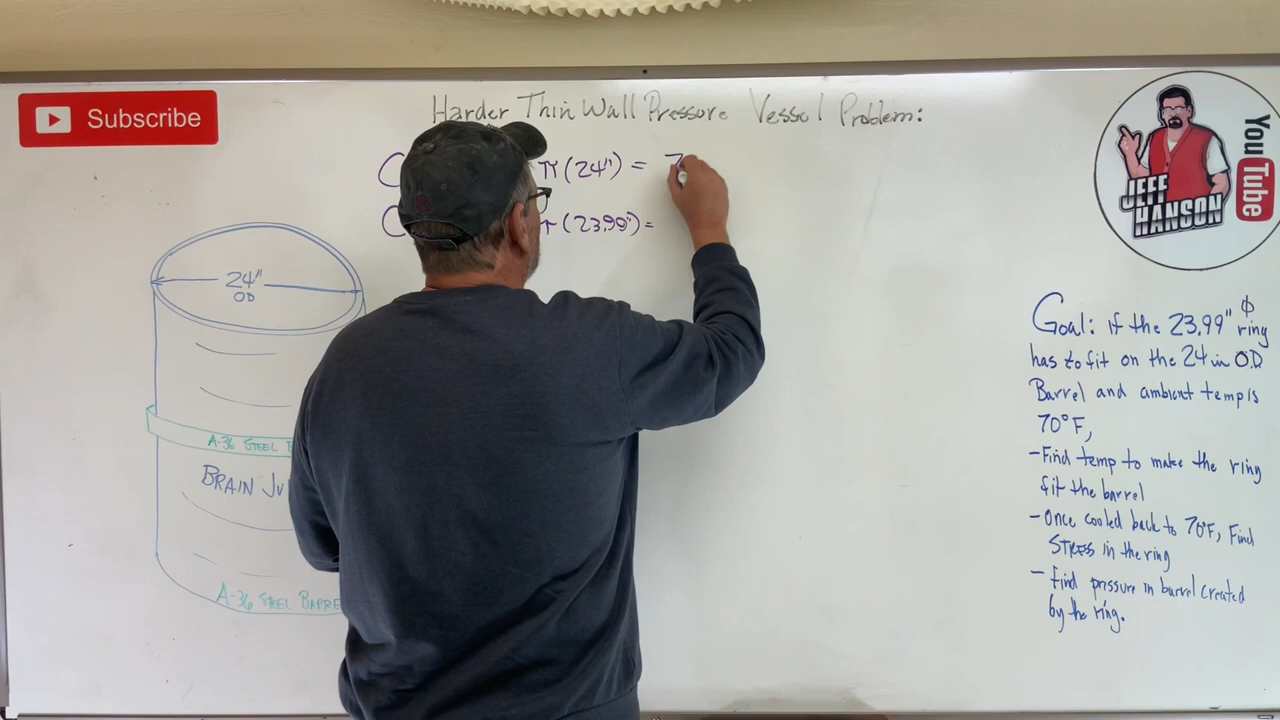 Subscribe
Harder Thin Wall Pressure Vessel Problem:
C π(24") = 7
C (23.99") =
24"
OD
A-36 STEEL
BRAIN
A-36 STEEL BARRE
YouTube
JEFF
HANSON
Goal: if the 23.99" ϕ ring
has to fit on the 24 in O.D
Barrel and ambient temp is
70°F,
- Find temp to make the ring
fit the barrel
- Once cooled back to 70°F, Find
STRESS in the ring
- Find pressure in barrel created
by the ring.